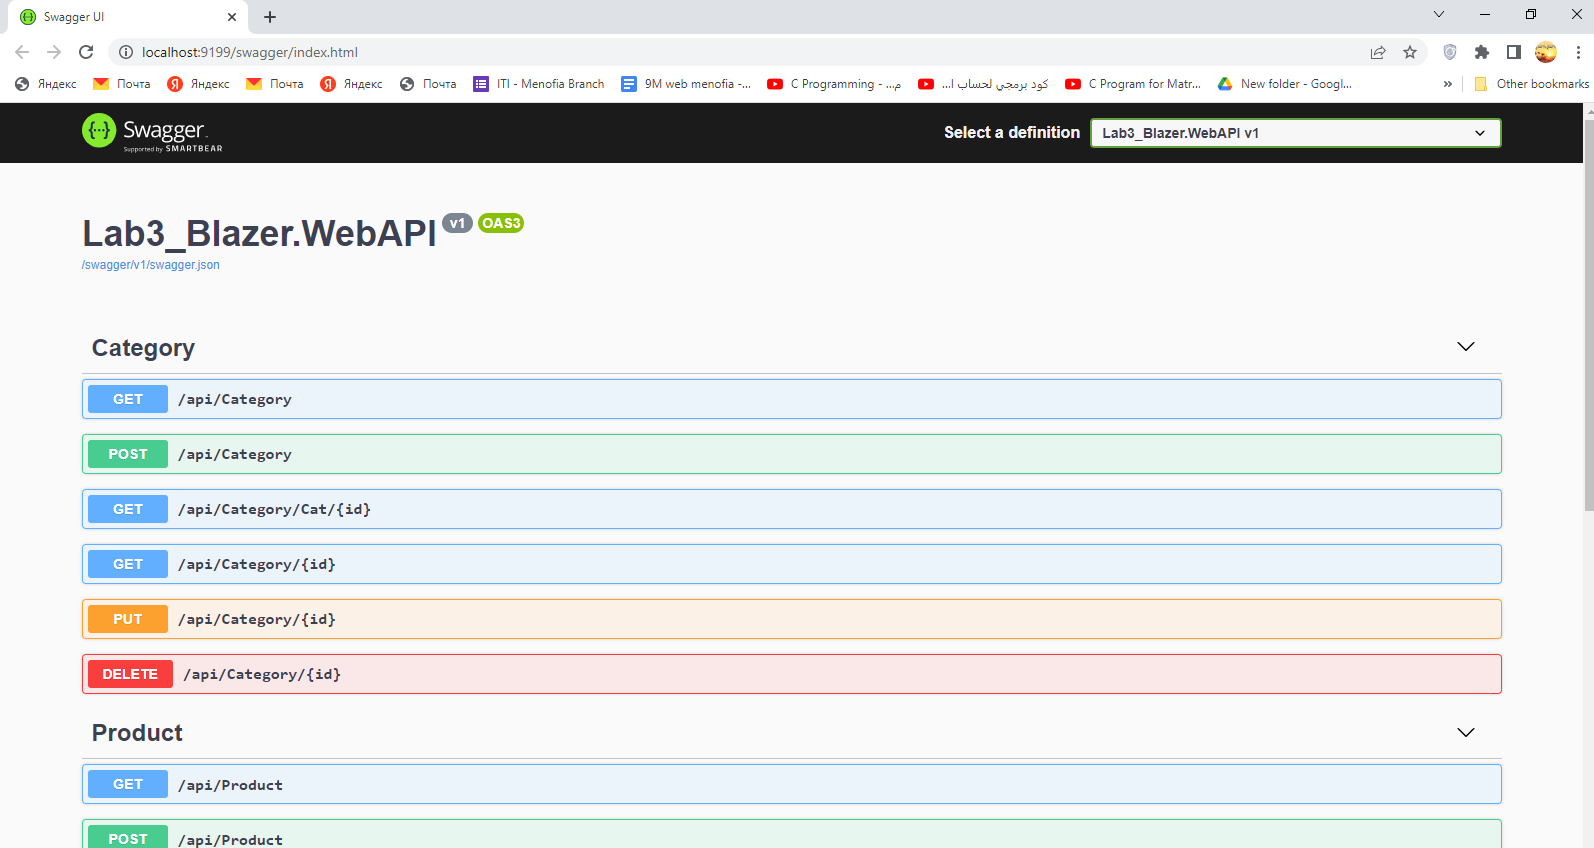 Swagger UI
localhost:9199/swagger/index.html
Яндекс Почта Яндекс Почта Яндекс Почта ITI - Menofia Branch 9M web menofia -... C Programming - م... كود برمجي لحساب ا... C Program for Matr... New folder - Googl... » Other bookmarks
{··} Swagger. Select a definition Lab3_Blazer.WebAPI v1
Supported by SMARTBEAR
Lab3_Blazer.WebAPI v1 OAS3
/swagger/v1/swagger.json
Category
GET /api/Category
POST /api/Category
GET /api/Category/Cat/{id}
GET /api/Category/{id}
PUT /api/Category/{id}
DELETE /api/Category/{id}
Product
GET /api/Product
POST /api/Product